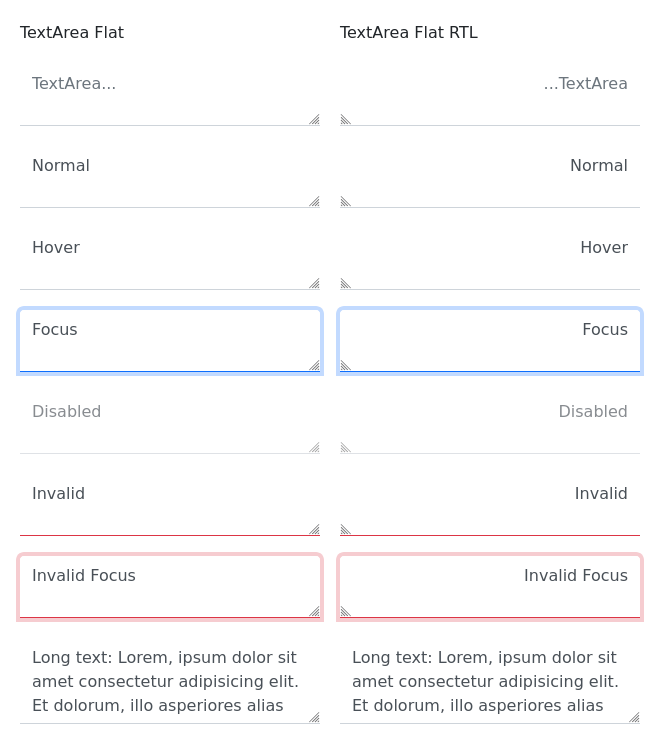 TextArea Flat
TextArea Flat RTL
TextArea...
...TextArea
Normal
Normal
Hover
Hover
Focus
Focus
Disabled
Disabled
Invalid
Invalid
Invalid Focus
Invalid Focus
Long text: Lorem, ipsum dolor sit
amet consectetur adipisicing elit.
Et dolorum, illo asperiores alias
Long text: Lorem, ipsum dolor sit
amet consectetur adipisicing elit.
Et dolorum, illo asperiores alias